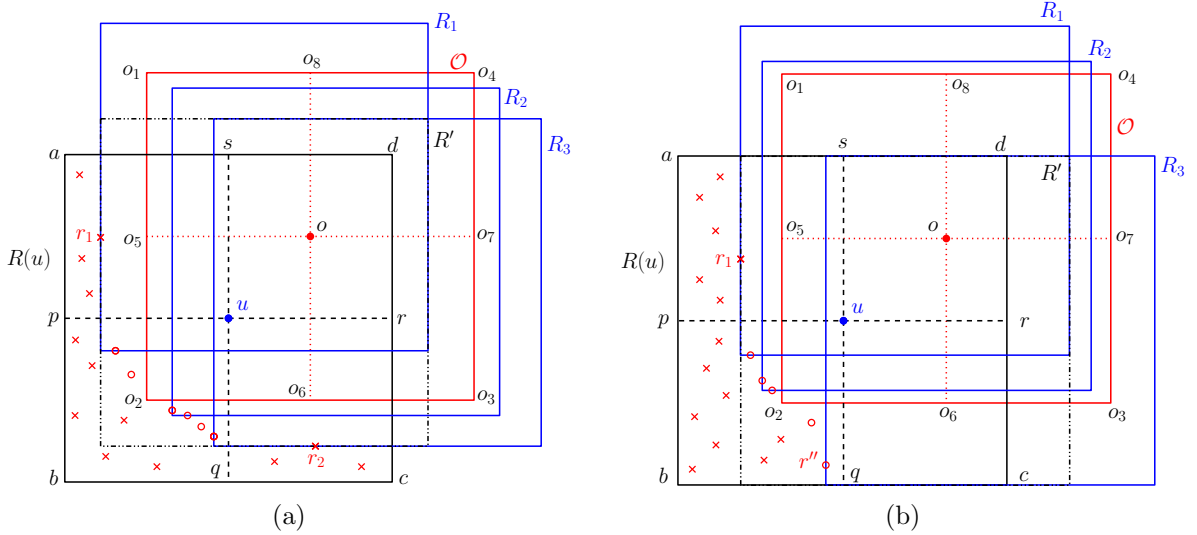 R₁
R₁
o₈
𝒪
R₂
o₁
o₄
o₁
o₈
o₄
R₂
𝒪
s
d
R'
R₃
a
s
d
R'
R₃
a
r₁
o₅
o
o₇
o₅
o
o₇
R(u)
r₁
R(u)
u
u
p
r
p
r
o₂
o₆
o₃
o₂
o₆
o₃
r₂
r''
b
q
c
b
q
c
(a)
(b)